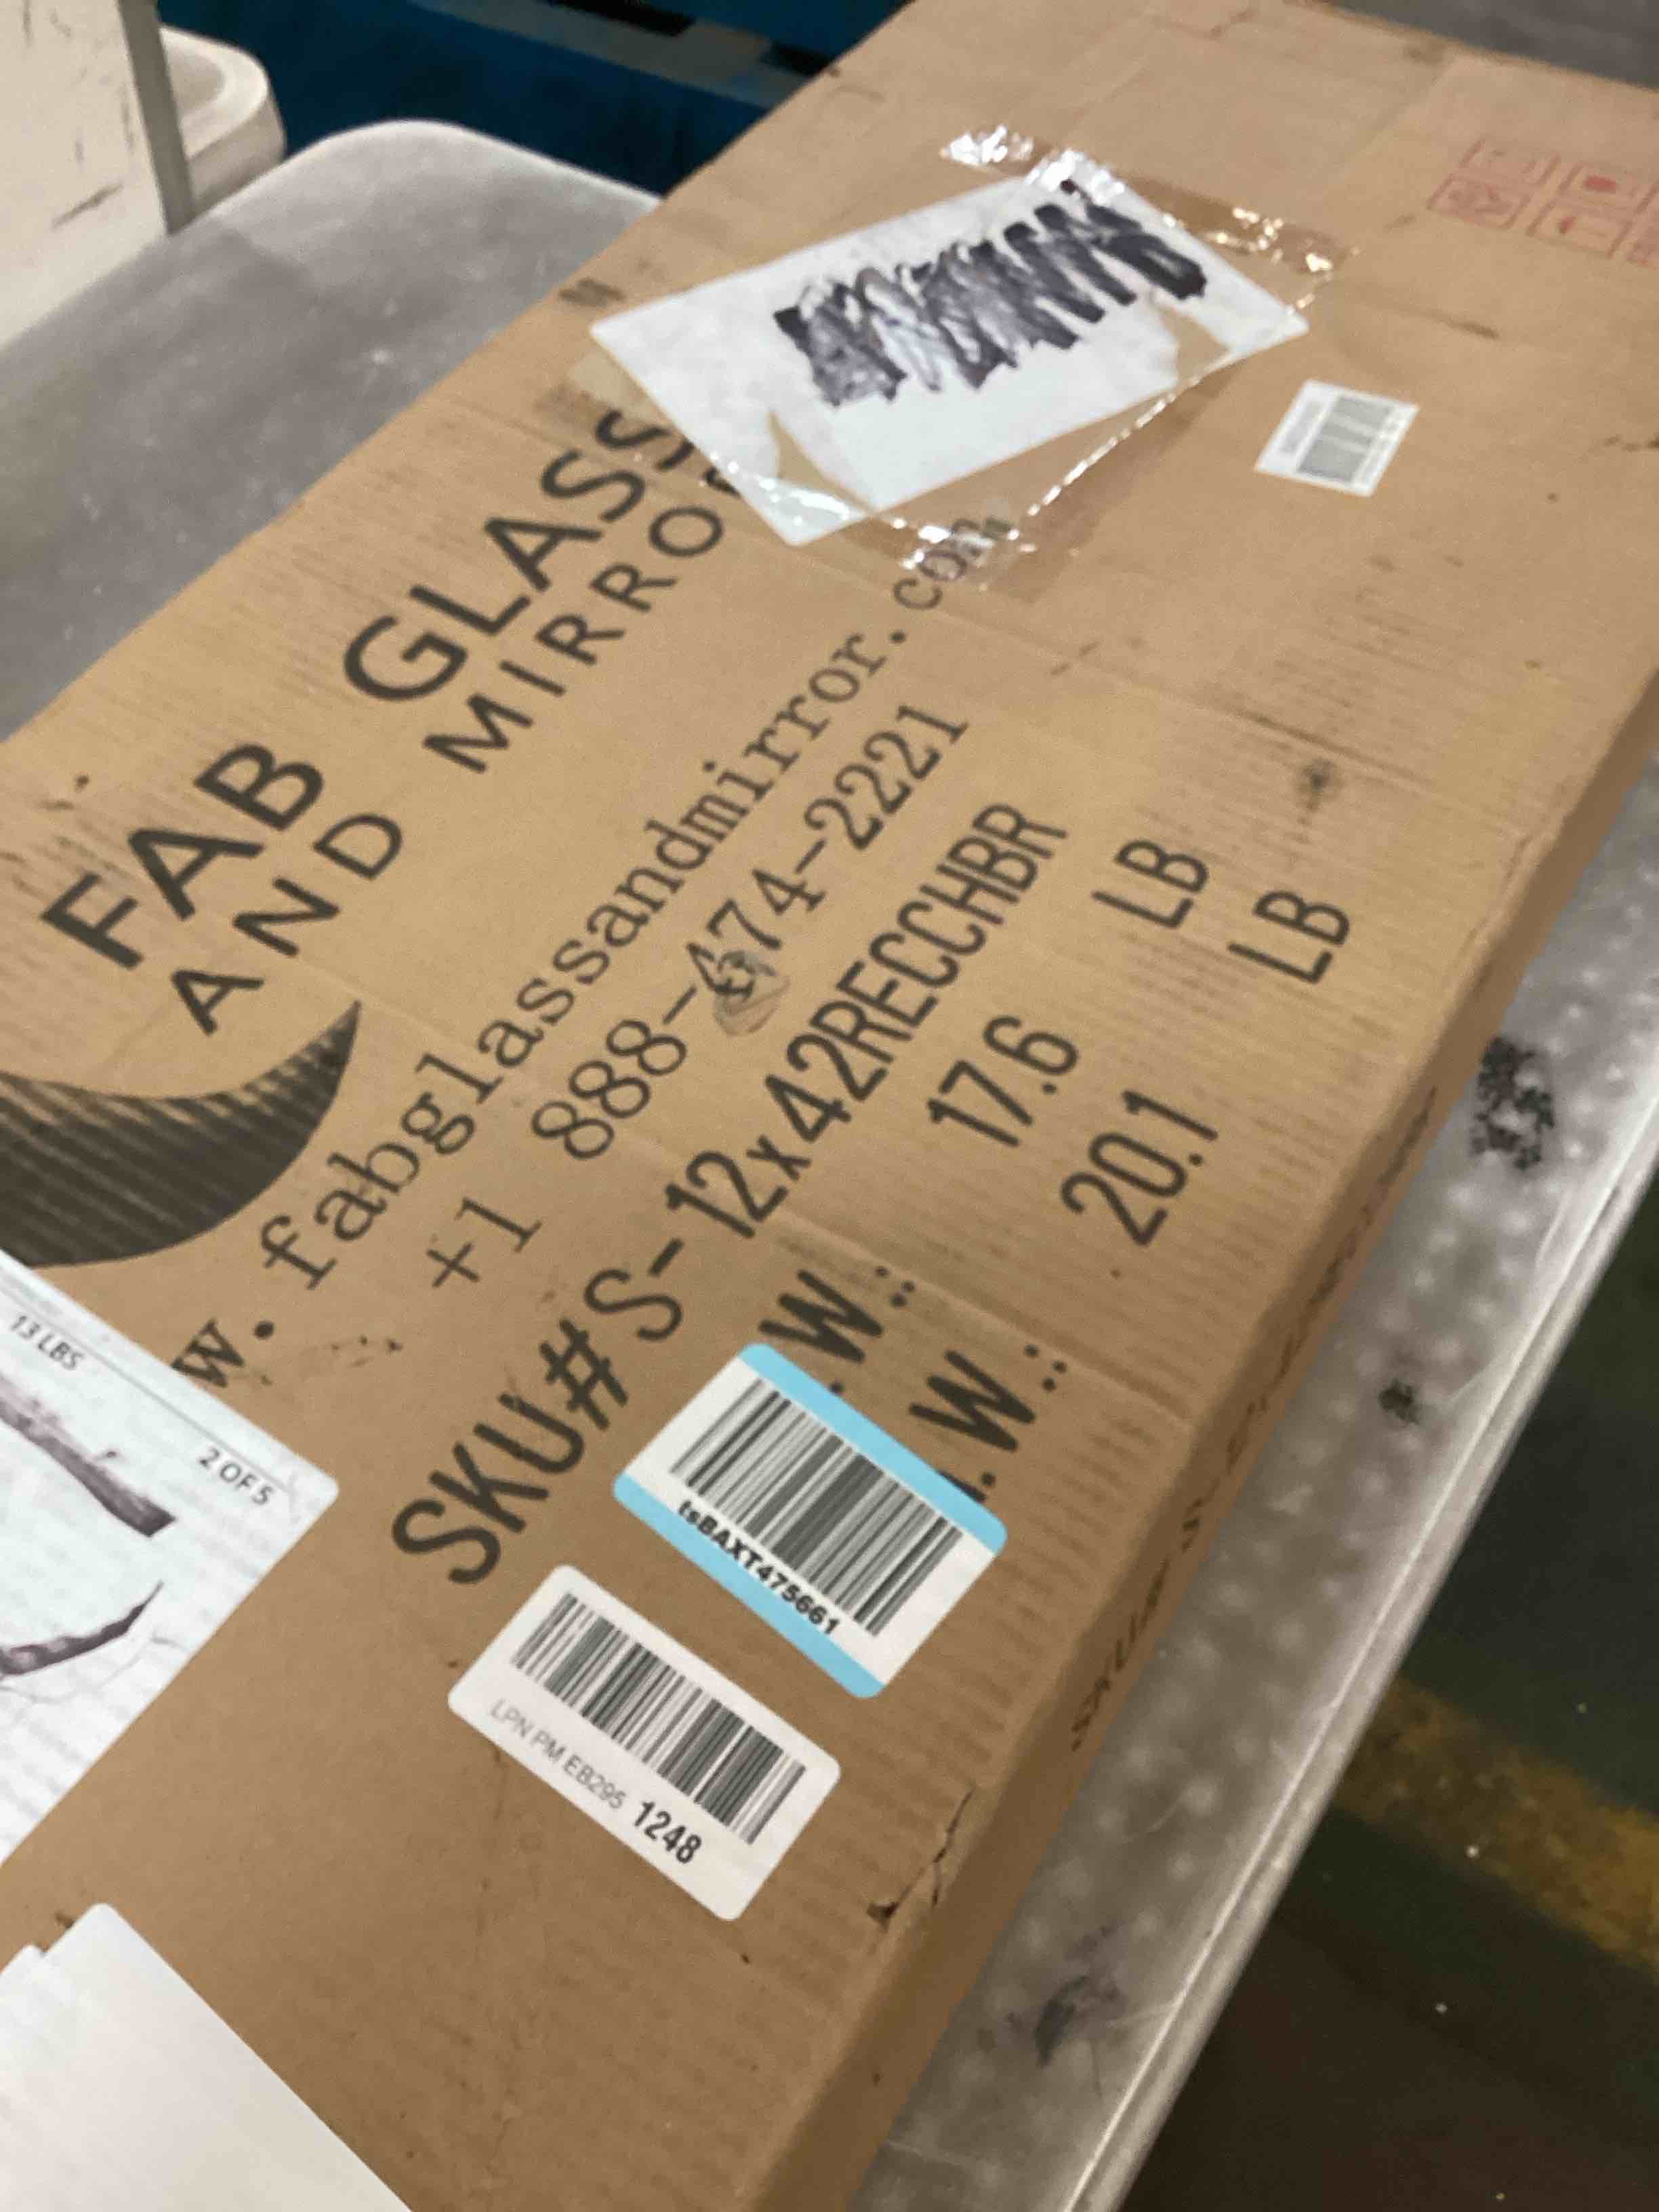 FAB GLASS
AND MIRROR
w.fabglassandmirror.com
+1 888-474-2221
SKU#S-12x42RECCHBR
.W.: 17.6 LB
.W.: 20.1 LB
tsBAXT475661
LPN PM EB295 1248
13 LBS
2 OF 5